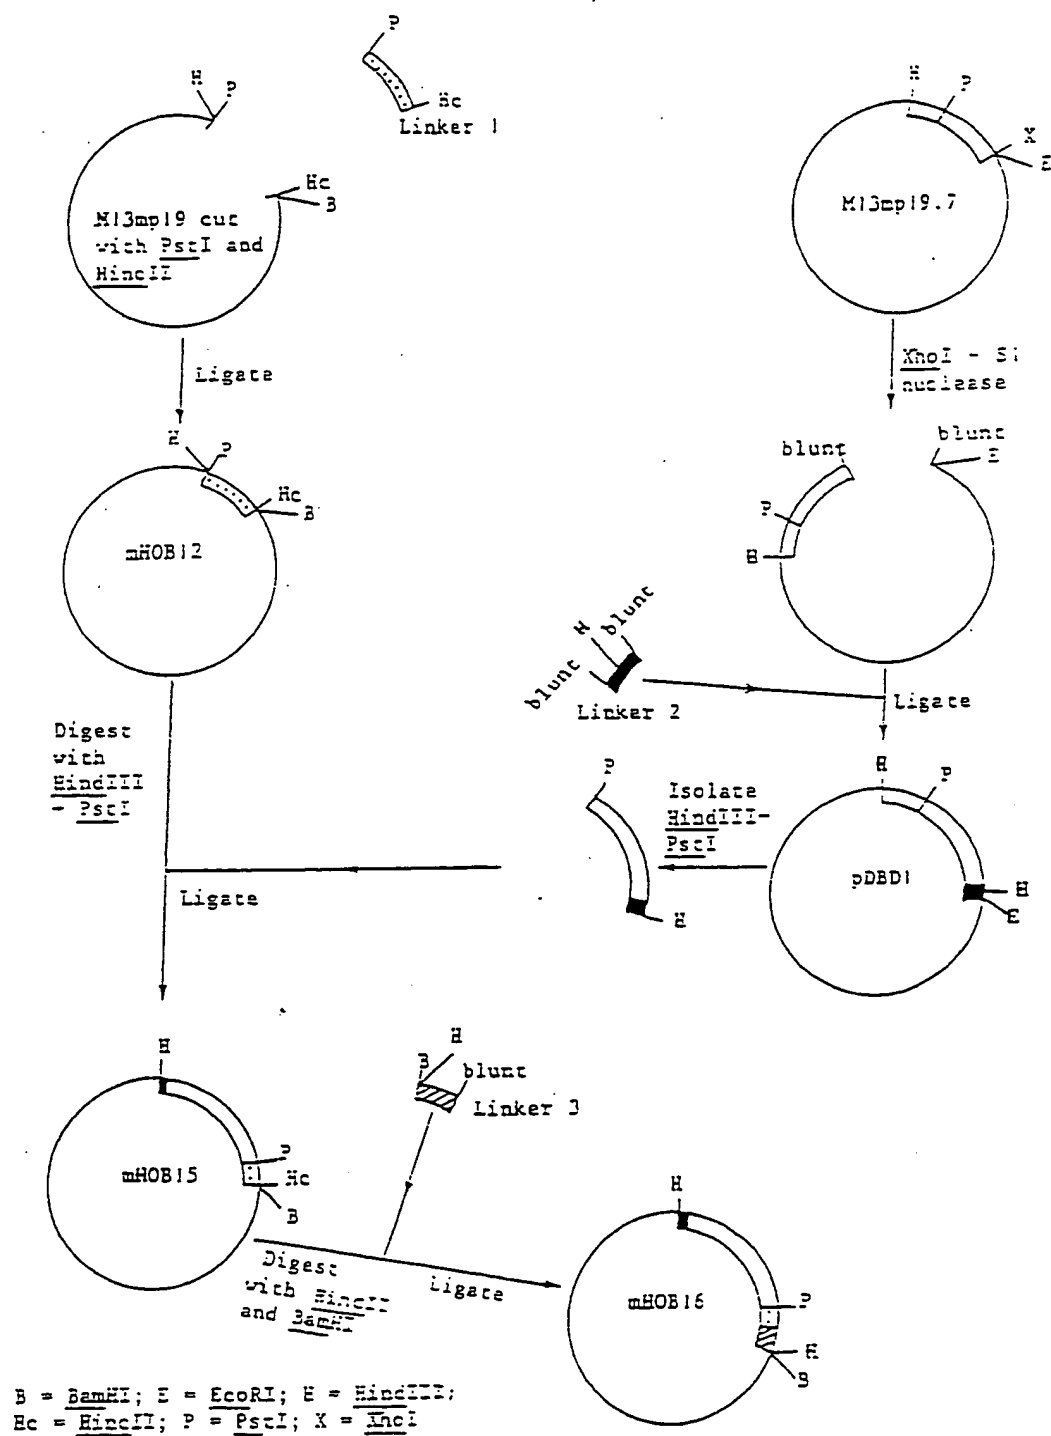 P
H
P
Hc
Linker 1
Hc
B
M13mp19 cut
with PstI and
HincII
H
P
X
E
M13mp19.7
Ligate
XhoI - S1
nuclease
H
P
Hc
B
mHOB12
blunt
blunt
E
P
H
H
blunt
blunt
Linker 2
Ligate
Digest
with
HindIII
- PstI
Ligate
P
H
Isolate
HindIII-
PstI
H
P
pDBD1
H
E
H
mHOB15
P
Hc
B
B
H
blunt
Linker 3
Digest
with HincII
and BamHI
Ligate
H
mHOB16
P
H
B
B = BamHI; E = EcoRI; H = HindIII;
Hc = HincII; P = PstI; X = XhoI